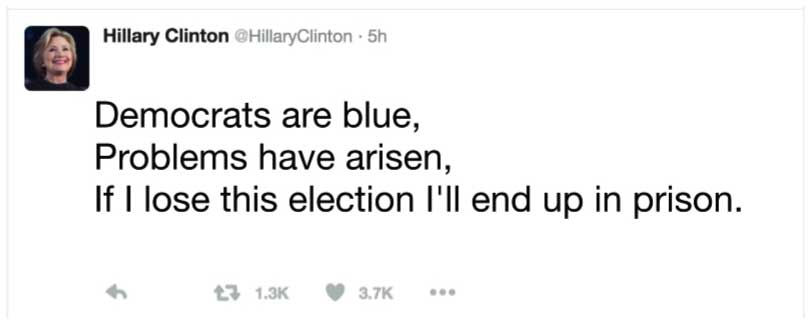 Hillary Clinton @HillaryClinton · 5h
Democrats are blue,
Problems have arisen,
If I lose this election I'll end up in prison.
1.3K 3.7K